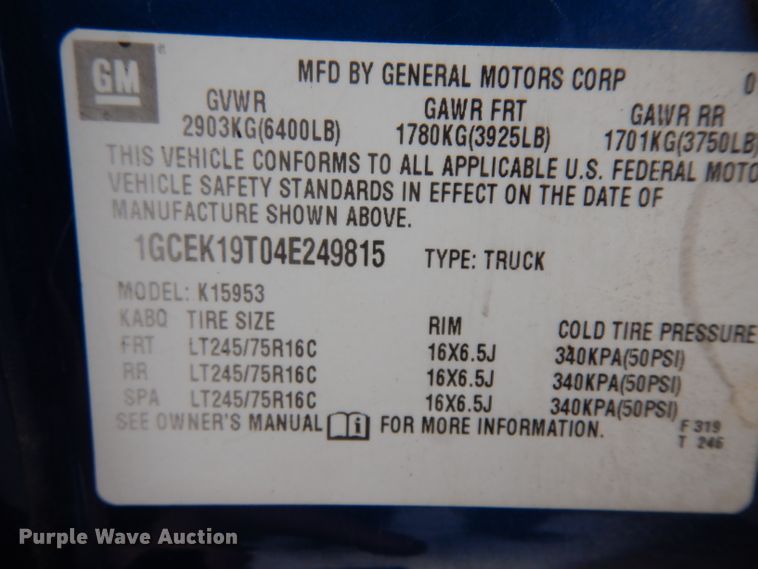 GM
MFD BY GENERAL MOTORS CORP 0
GVWR GAWR FRT GAWR RR
2903KG(6400LB) 1780KG(3925LB) 1701KG(3750LB)
THIS VEHICLE CONFORMS TO ALL APPLICABLE U.S. FEDERAL MOTO
VEHICLE SAFETY STANDARDS IN EFFECT ON THE DATE OF
MANUFACTURE SHOWN ABOVE.
1GCEK19T04E249815 TYPE: TRUCK
MODEL: K15953
KABQ TIRE SIZE RIM COLD TIRE PRESSURE
FRT LT245/75R16C 16X6.5J 340KPA(50PSI)
RR LT245/75R16C 16X6.5J 340KPA(50PSI)
SPA LT245/75R16C 16X6.5J 340KPA(50PSI)
SEE OWNER'S MANUAL i FOR MORE INFORMATION.
F 319
T 246
Purple Wave Auction